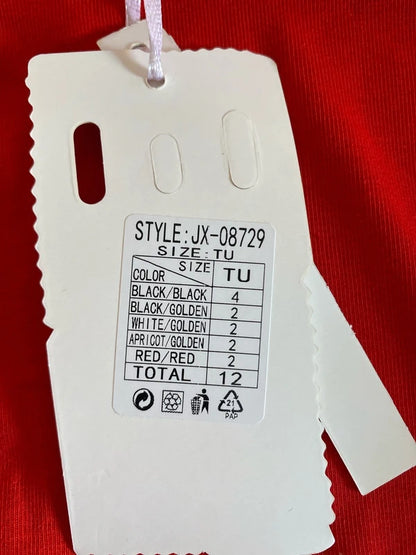 STYLE:JX-08729
SIZE:TU
SIZE
COLOR TU
BLACK/BLACK 4
BLACK/GOLDEN 2
WHITE/GOLDEN 2
APRICOT/GOLDEN 2
RED/RED 2
TOTAL 12
21
PAP